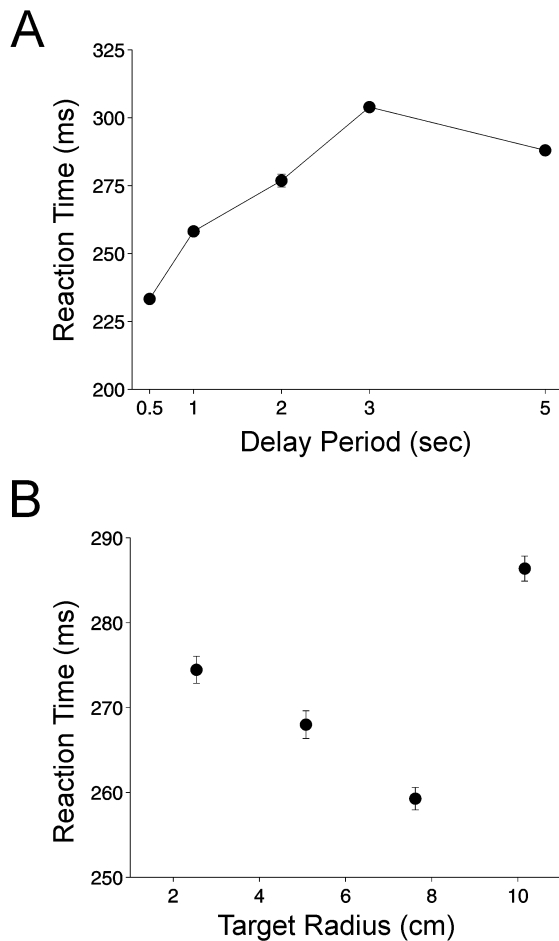 A
325
300
275
250
225
200
Reaction Time (ms)
0.5 1 2 3 5
Delay Period (sec)
B
290
280
270
260
250
Reaction Time (ms)
2 4 6 8 10
Target Radius (cm)